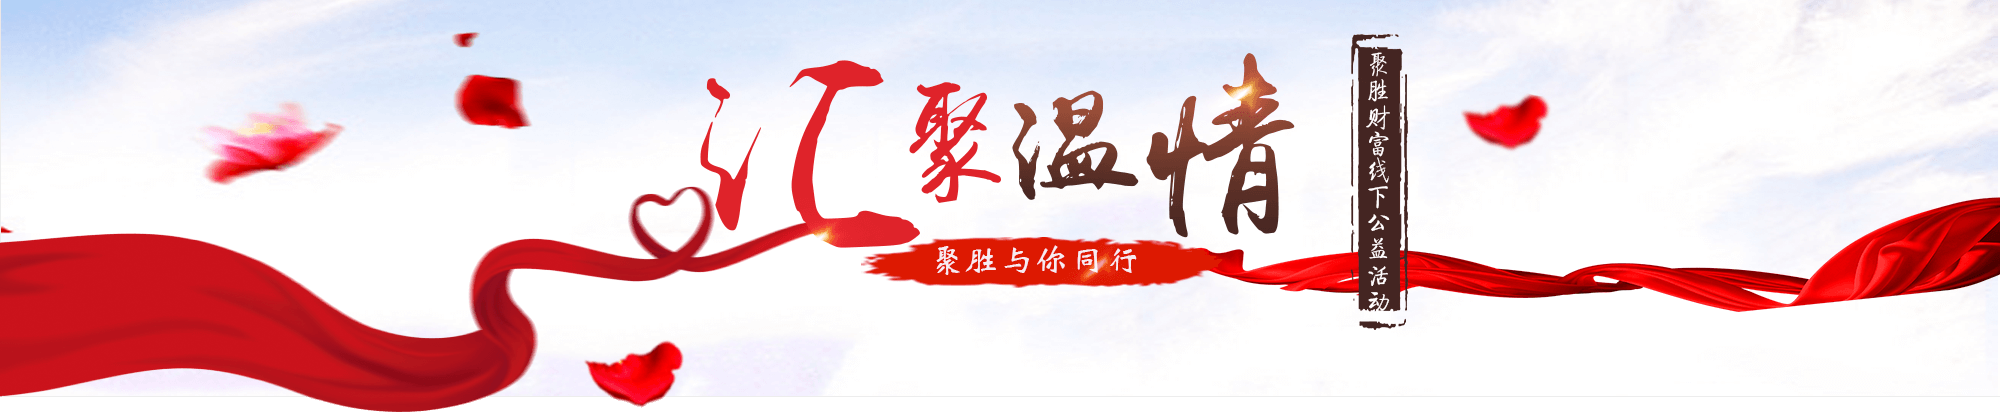 汇聚温情
聚胜与你同行
聚胜财富线下公益活动